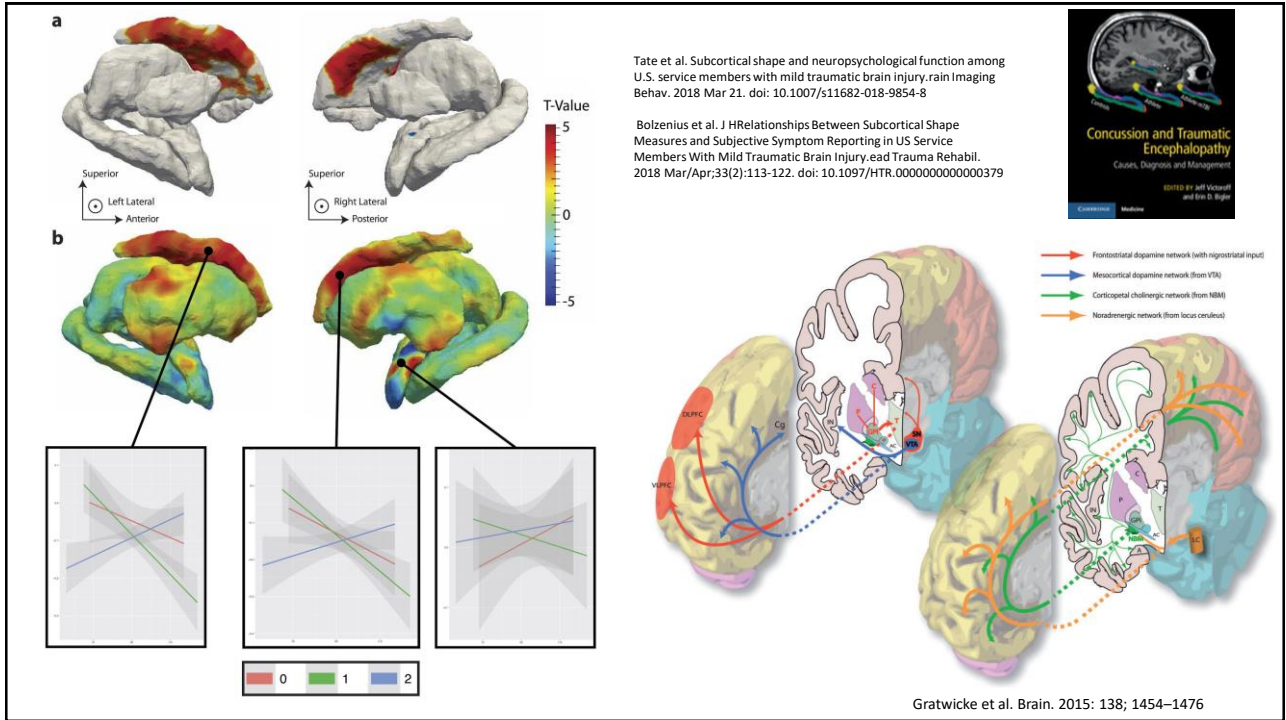 a
T-Value
5
0
-5
Superior
Left Lateral
Anterior
Superior
Right Lateral
Posterior
b
0
1
2
Tate et al. Subcortical shape and neuropsychological function among
U.S. service members with mild traumatic brain injury.rain Imaging
Behav. 2018 Mar 21. doi: 10.1007/s11682-018-9854-8
Bolzenius et al. J HRelationships Between Subcortical Shape
Measures and Subjective Symptom Reporting in US Service
Members With Mild Traumatic Brain Injury.ead Trauma Rehabil.
2018 Mar/Apr;33(2):113-122. doi: 10.1097/HTR.0000000000000379
Controls
Concussion and Traumatic
Encephalopathy
Causes, Diagnosis and Management
EDITED BY Jeff Victoroff
and Erin D. Bigler
CAMBRIDGE Medicine
Frontostriatal dopamine network (with nigrostriatal input)
Mesocortical dopamine network (from VTA)
Corticopetal cholinergic network (from NBM)
Noradrenergic network (from locus ceruleus)
DLPFC
VLPFC
Cg
IN
C
P
GPi
T
AC
SN
VTA
C
P
IN
T
GPi
AC
NBM
A
LC
Gratwicke et al. Brain. 2015: 138; 1454–1476